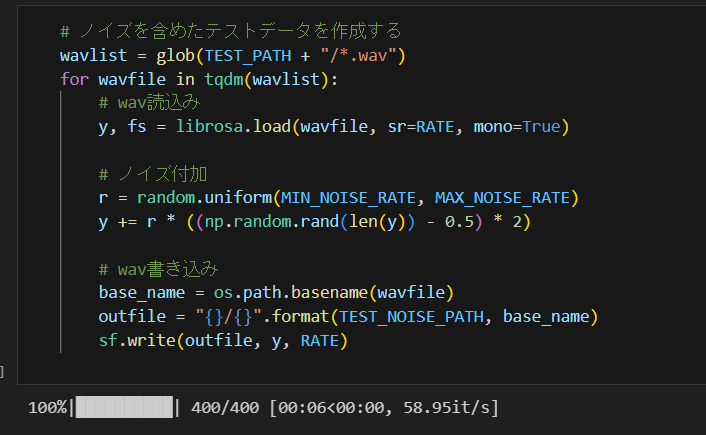 # ノイズを含めたテストデータを作成する
wavlist = glob(TEST_PATH + "/*.wav")
for wavfile in tqdm(wavlist):
# wav読込み
y, fs = librosa.load(wavfile, sr=RATE, mono=True)
# ノイズ付加
r = random.uniform(MIN_NOISE_RATE, MAX_NOISE_RATE)
y += r * ((np.random.rand(len(y)) - 0.5) * 2)
# wav書き込み
base_name = os.path.basename(wavfile)
outfile = "{}/{}".format(TEST_NOISE_PATH, base_name)
sf.write(outfile, y, RATE)
]
100%|██████████| 400/400 [00:06<00:00, 58.95it/s]